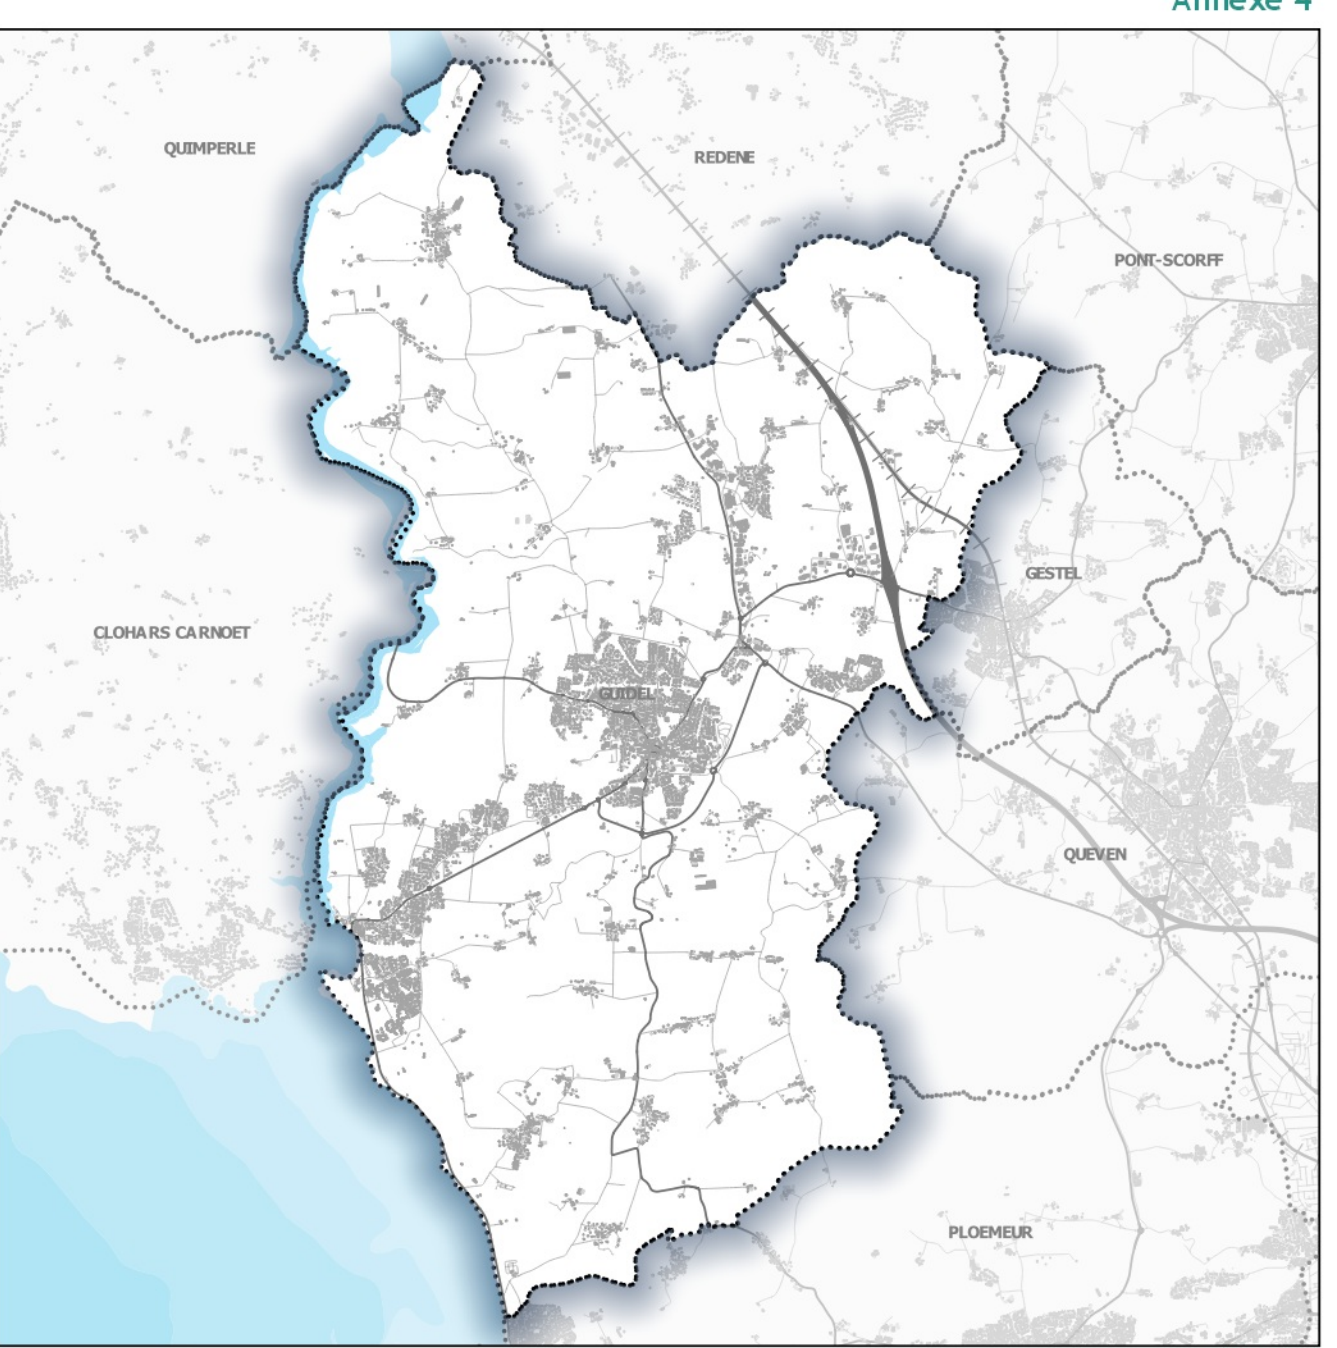 Annexe 4
QUIMPERLE
REDENE
PONT-SCORFF
GESTEL
CLOHARS CARNOET
GUIDEL
QUEVEN
PLOEMEUR